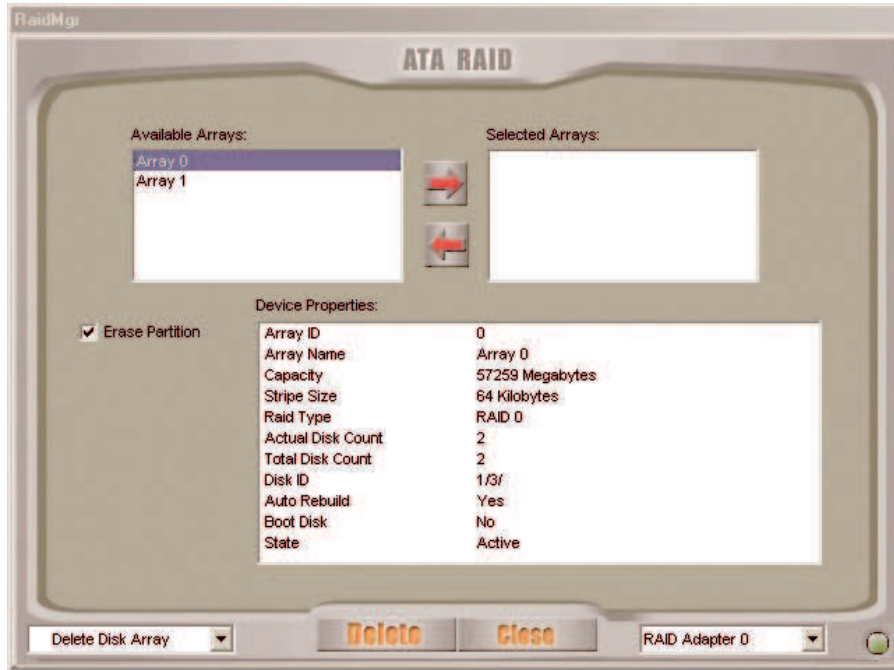 RaidMgr
ATA RAID
Available Arrays:
Selected Arrays:
Array 0
Array 1
Device Properties:
Erase Partition
Array ID 0
Array Name Array 0
Capacity 57259 Megabytes
Stripe Size 64 Kilobytes
Raid Type RAID 0
Actual Disk Count 2
Total Disk Count 2
Disk ID 1/3/
Auto Rebuild Yes
Boot Disk No
State Active
Delete Disk Array
Delete
Close
RAID Adapter 0